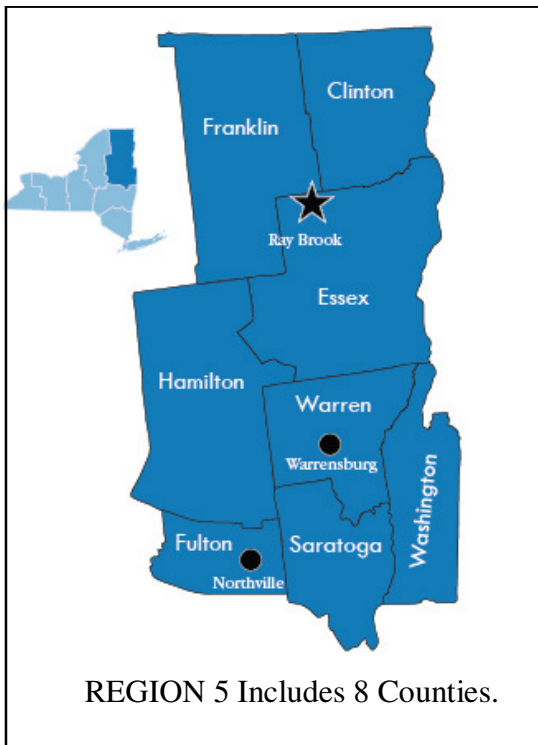 Clinton
Franklin
Ray Brook
Essex
Hamilton
Warren
Warrensburg
Washington
Fulton
Saratoga
Northville
REGION 5 Includes 8 Counties.